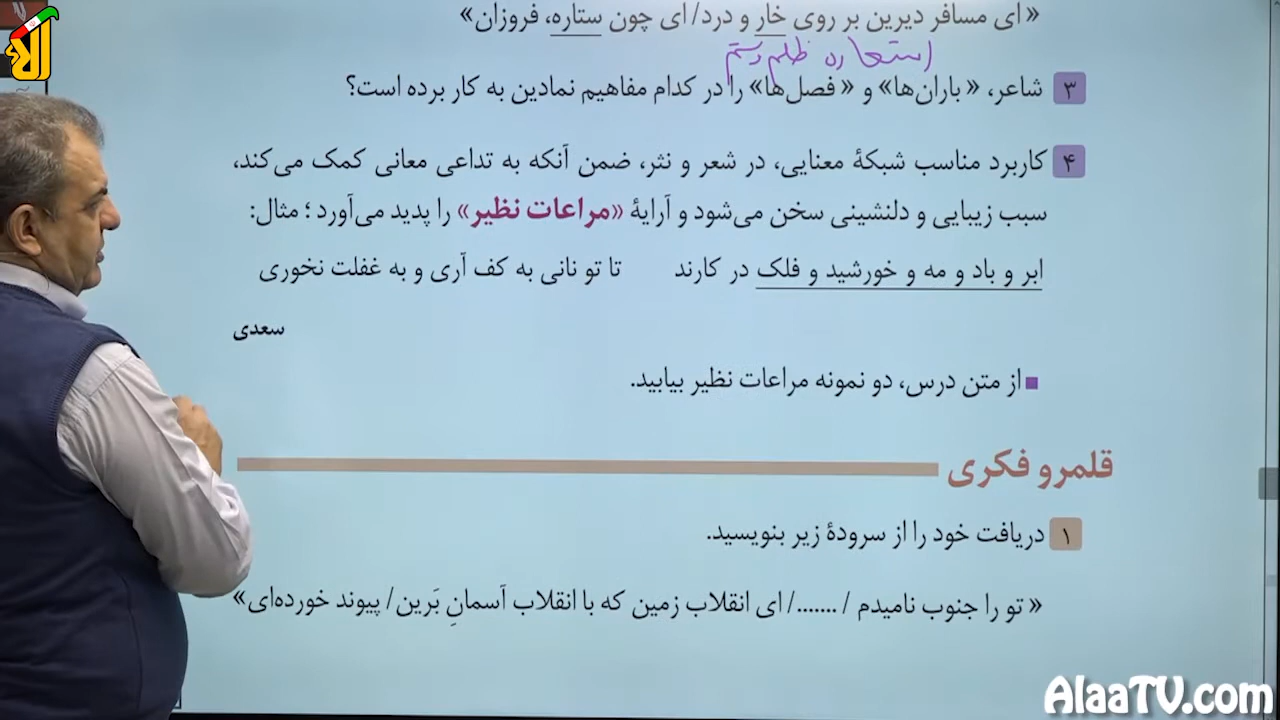 « ای مسافر دیرین بر روی خار و درد/ ای چون ستاره، فروزان»
استعاره ظلم و ستم
۳ شاعر، « باران‌ها» و « فصل‌ها» را در کدام مفاهیم نمادین به کار برده است؟
۴ کاربرد مناسب شبکهٔ معنایی، در شعر و نثر، ضمن آنکه به تداعی معانی کمک می‌کند،
سبب زیبایی و دلنشینی سخن می‌شود و آرایهٔ «مراعات نظیر» را پدید می‌آورد ؛ مثال:
ابر و باد و مه و خورشید و فلک در کارند تا تو نانی به کف آری و به غفلت نخوری
سعدی
از متن درس، دو نمونه مراعات نظیر بیابید.
قلمرو فکری
۱ دریافت خود را از سرودهٔ زیر بنویسید.
« تو را جنوب نامیدم / ......./ ای انقلاب زمین که با انقلاب آسمانِ بَرین/ پیوند خورده‌ای»
AlaaTV.com